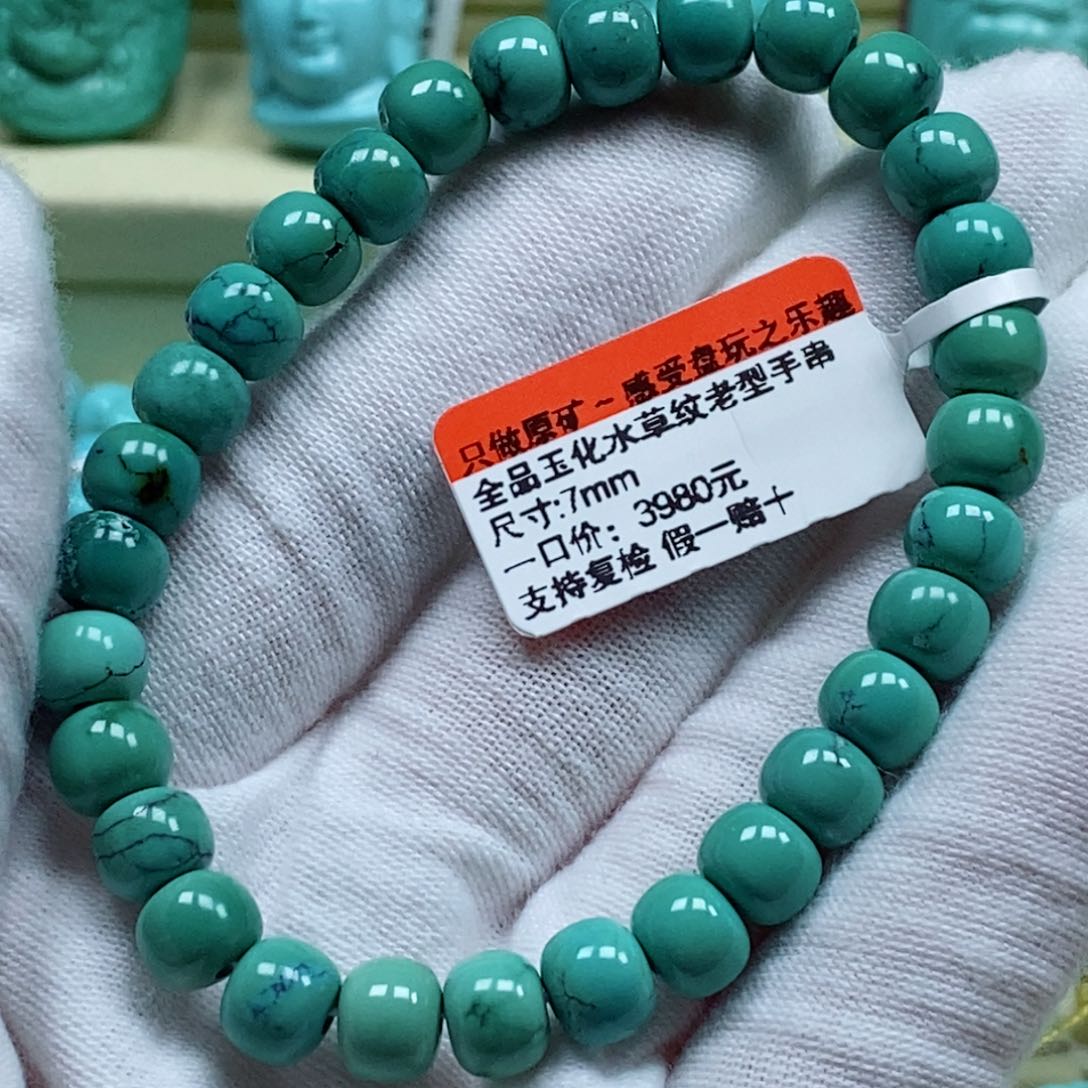 只做原矿～感受盘玩之乐趣
全品玉化水草纹老型手串
尺寸:7mm
一口价：3980元
支持复检 假一赔十